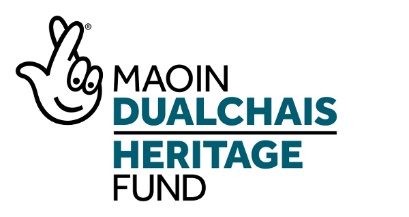 MAOIN
DUALCHAIS
HERITAGE
FUND